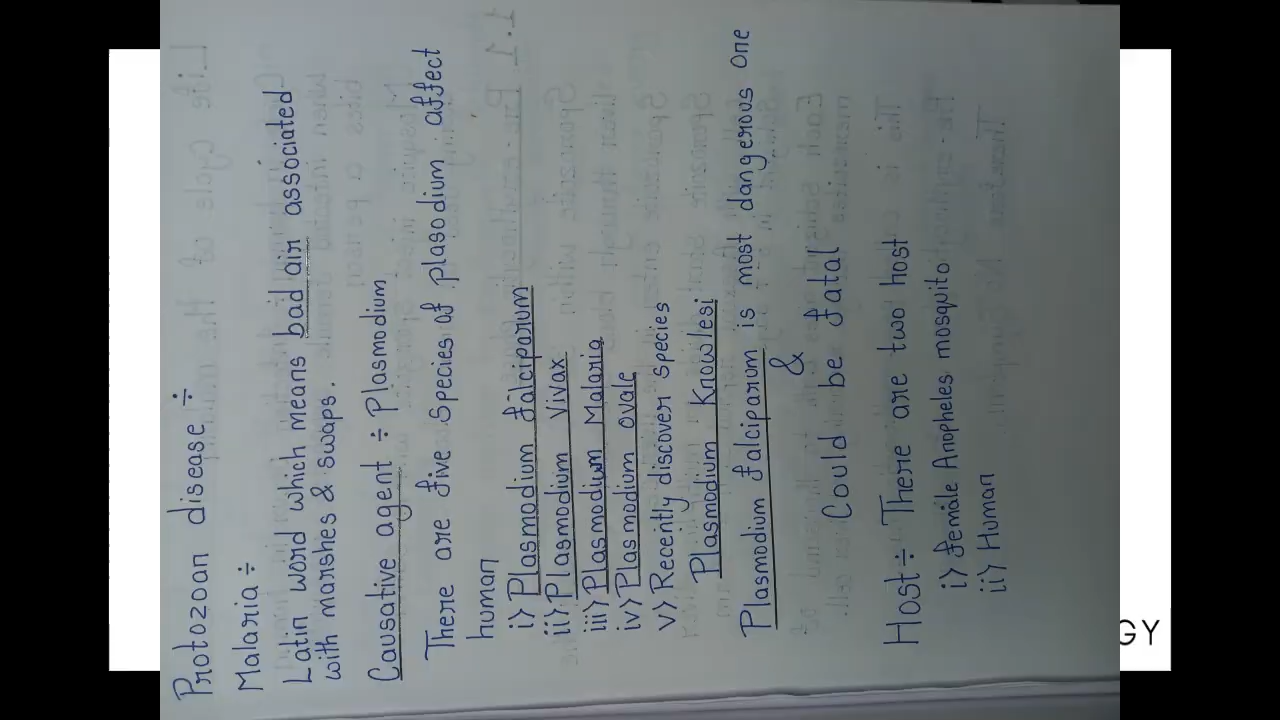 Protozoan disease ÷
Malaria ÷
Latin word which means bad air associated
with marshes & swaps.
Causative agent ÷ Plasmodium
There are five species of plasodium affect
human
i) Plasmodium falciparum
ii) Plasmodium Vivax
iii) Plasmodium Malaria
iv) Plasmodium ovale
v) Recently discover species
Plasmodium Knowlesi
Plasmodium falciparum is most dangerous one
&
Could be fatal
Host ÷ There are two host
i) female Anopheles mosquito
ii) Human
GY